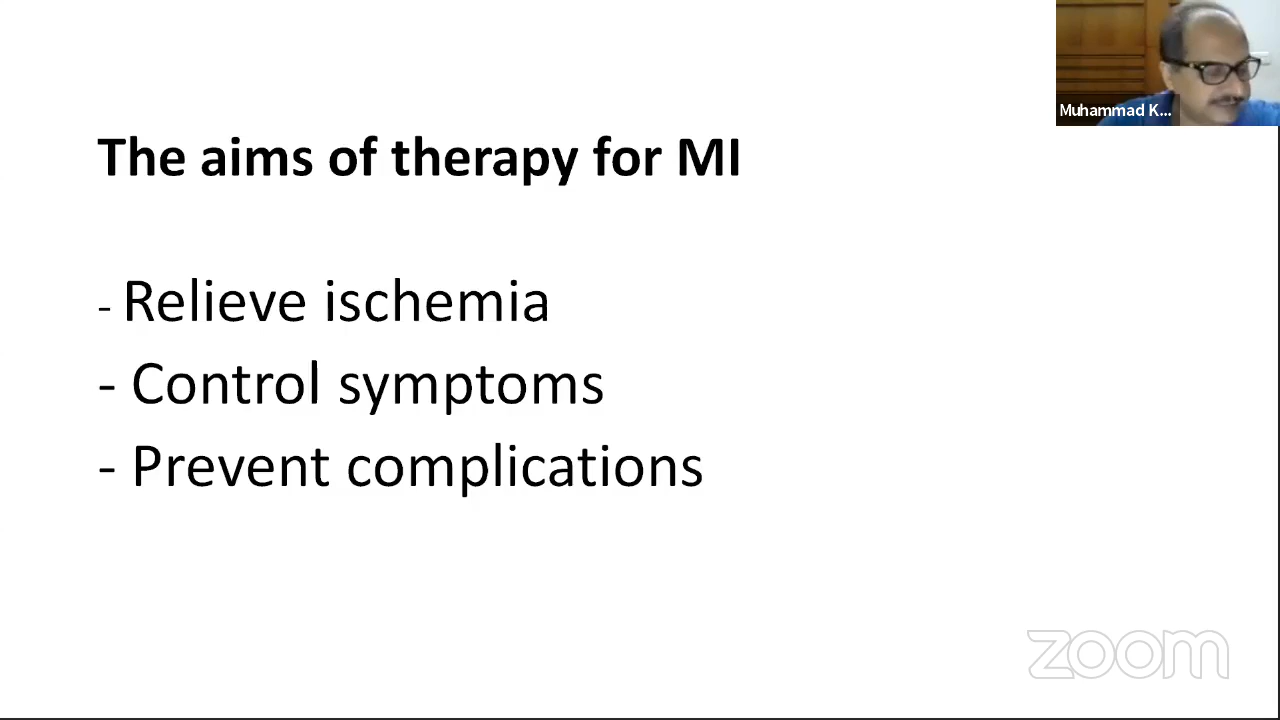 Muhammad K...
The aims of therapy for MI
- Relieve ischemia
- Control symptoms
- Prevent complications
zoom